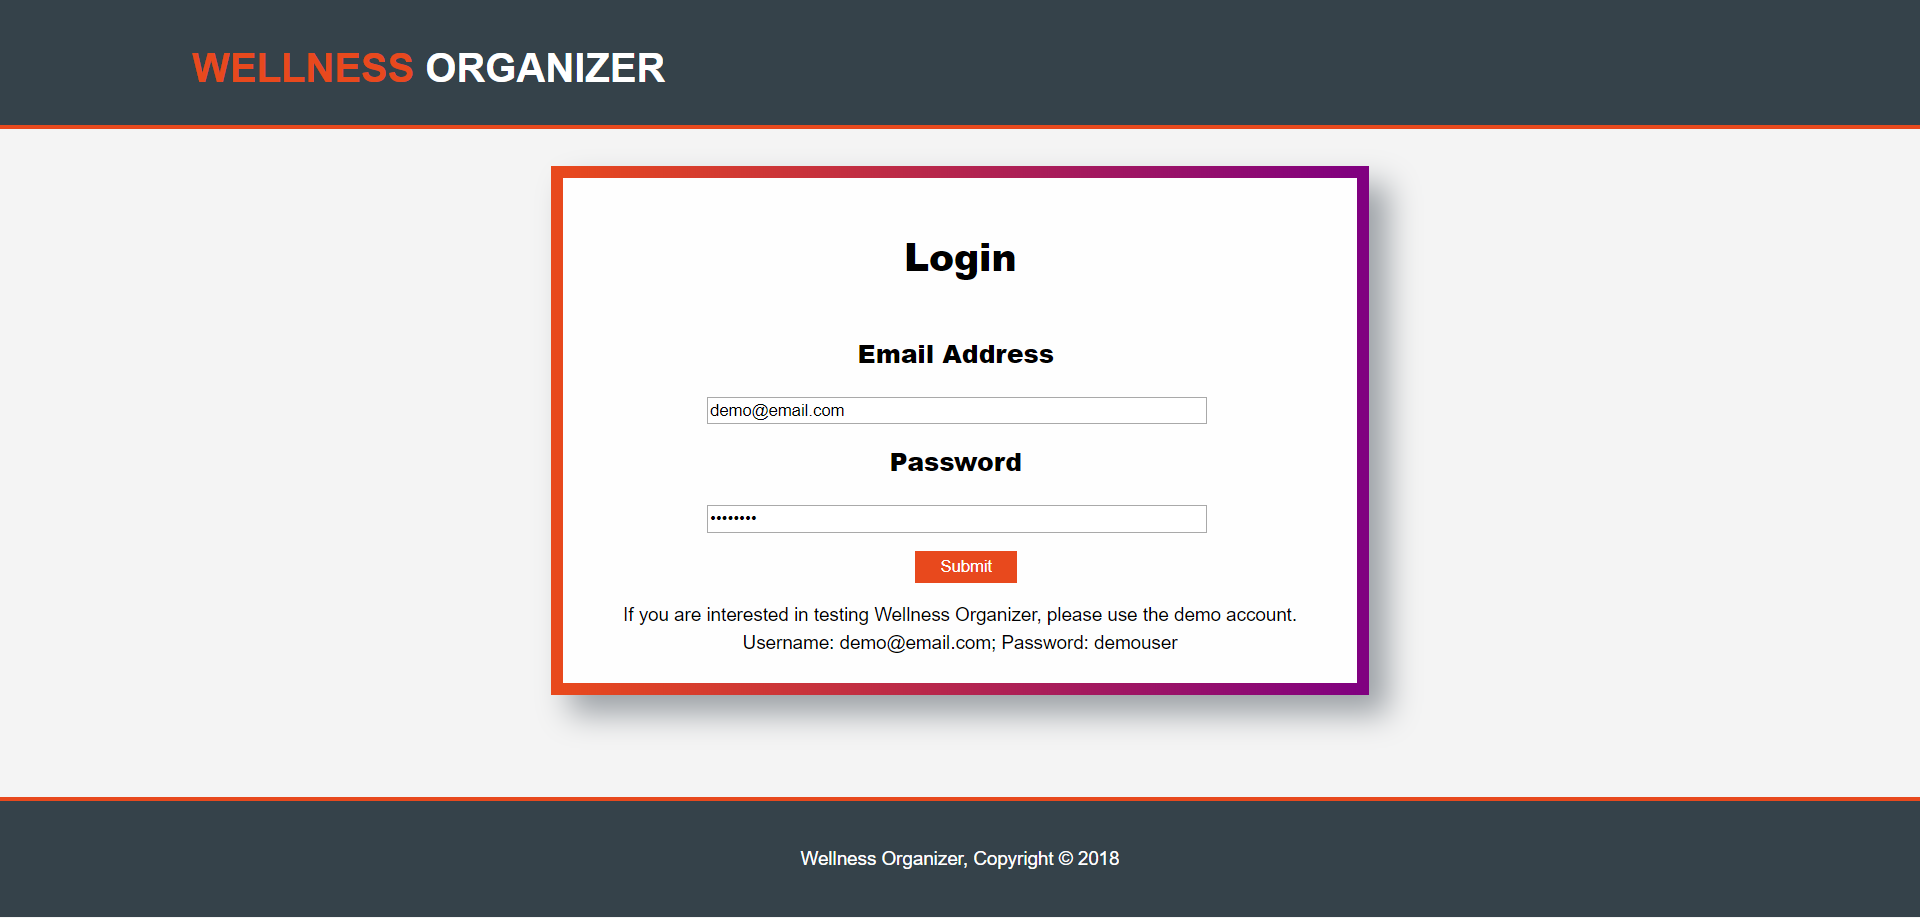 WELLNESS ORGANIZER
Login
Email Address
demo@email.com
Password
••••••••
Submit
If you are interested in testing Wellness Organizer, please use the demo account.
Username: demo@email.com; Password: demouser
Wellness Organizer, Copyright © 2018